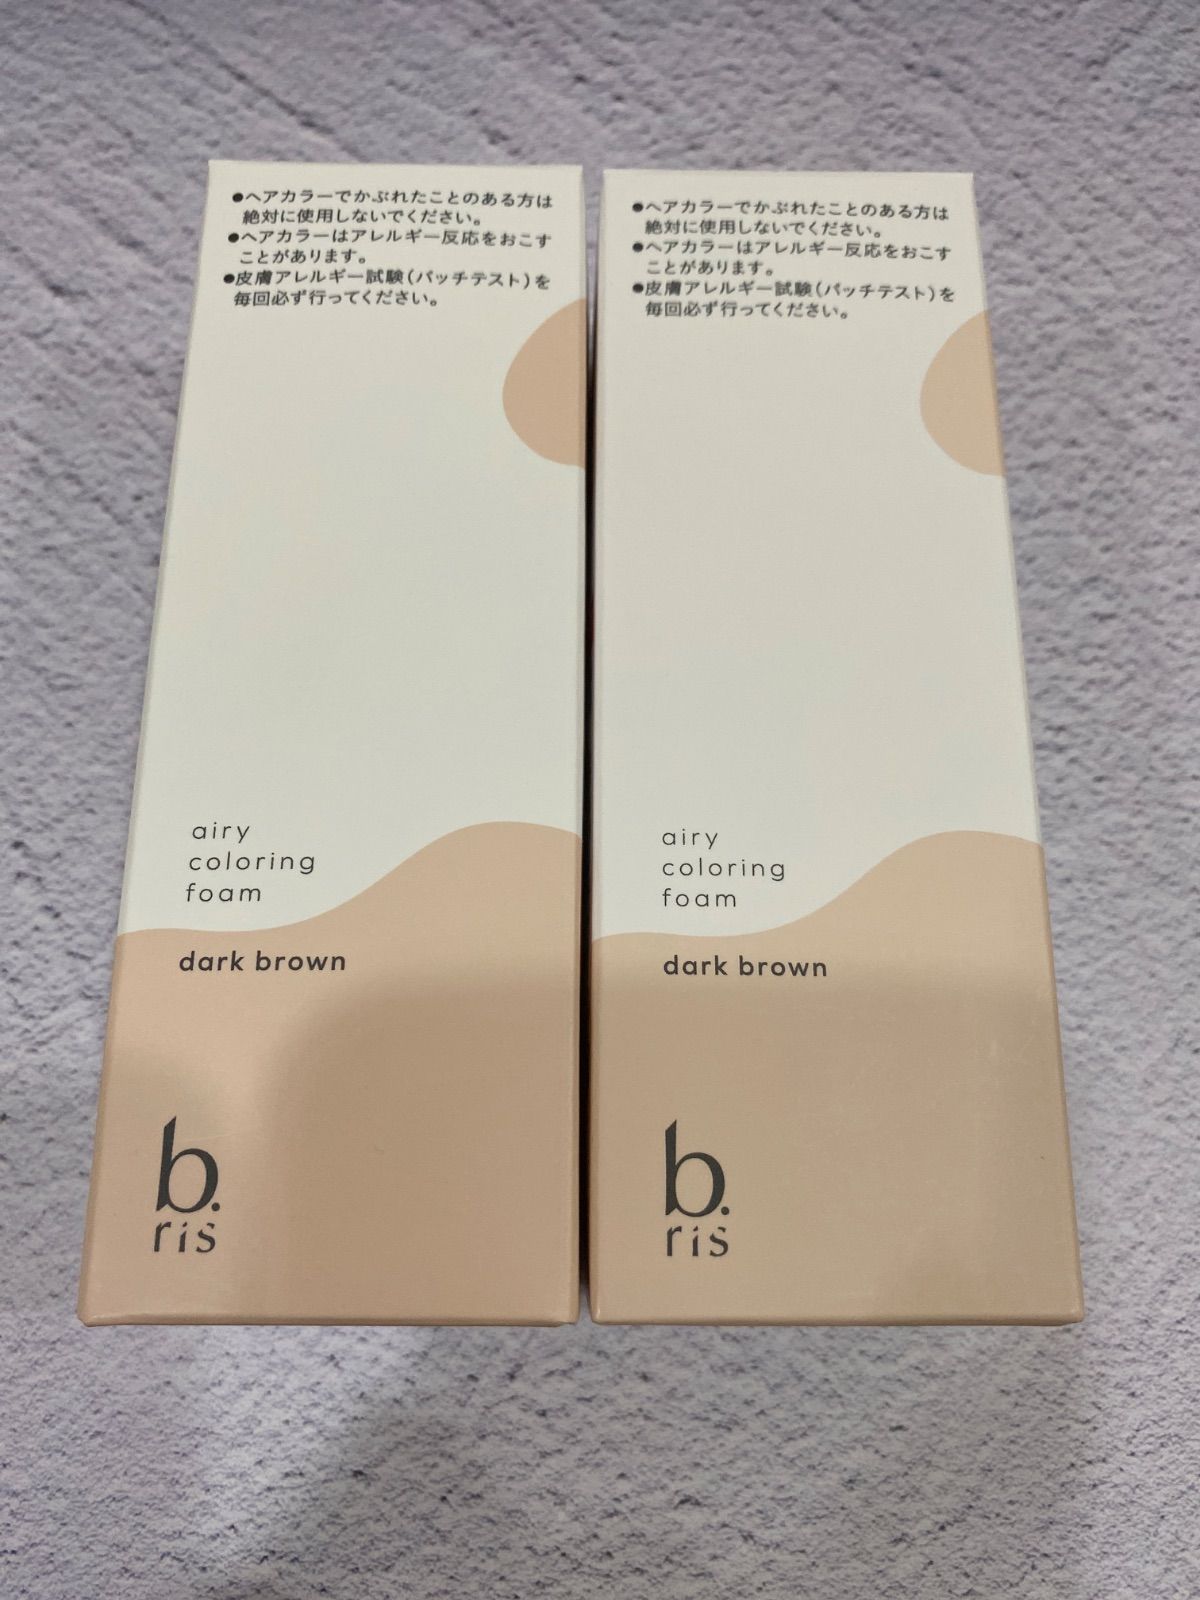 ●ヘアカラーでかぶれたことのある方は
絶対に使用しないでください。
●ヘアカラーはアレルギー反応をおこす
ことがあります。
●皮膚アレルギー試験(パッチテスト)を
毎回必ず行ってください。
airy
coloring
foam
dark brown
b.
ris
●ヘアカラーでかぶれたことのある方は
絶対に使用しないでください。
●ヘアカラーはアレルギー反応をおこす
ことがあります。
●皮膚アレルギー試験(パッチテスト)を
毎回必ず行ってください。
airy
coloring
foam
dark brown
b.
ris